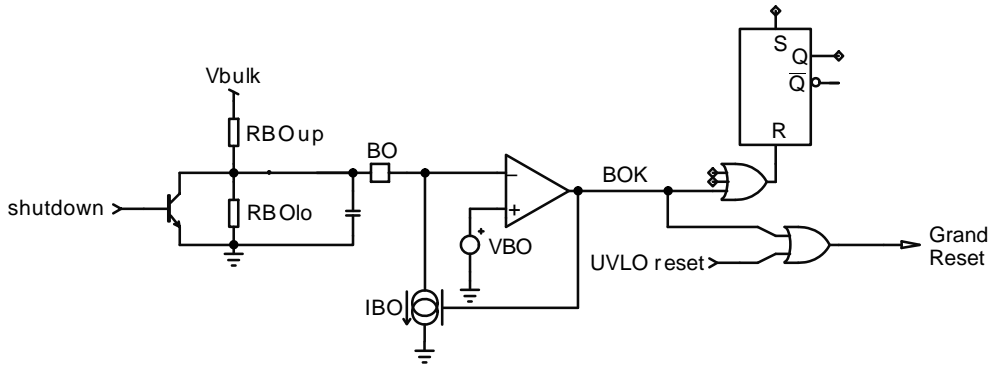 S
Q
Q
R
Vbulk
RBOup
BO
BOK
shutdown
RBOlo
VBO
UVLO reset
Grand
Reset
IBO